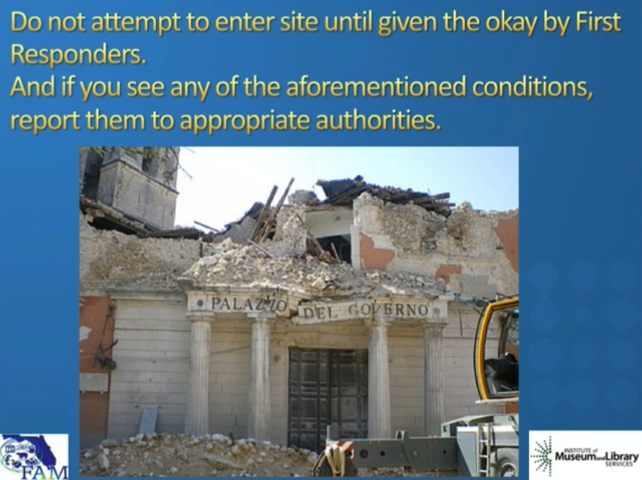 Do not attempt to enter site until given the okay by First
Responders.
And if you see any of the aforementioned conditions,
report them to appropriate authorities.
PALAZZO DEL GOVERNO
FAM
INSTITUTE of
Museum and Library
SERVICES